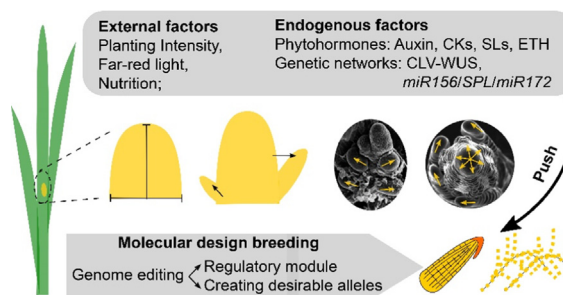 External factors
Planting Intensity,
Far-red light,
Nutrition;
Endogenous factors
Phytohormones: Auxin, CKs, SLs, ETH
Genetic networks: CLV-WUS,
miR156/SPL/miR172
Push
Molecular design breeding
Genome editing
Regulatory module
Creating desirable alleles